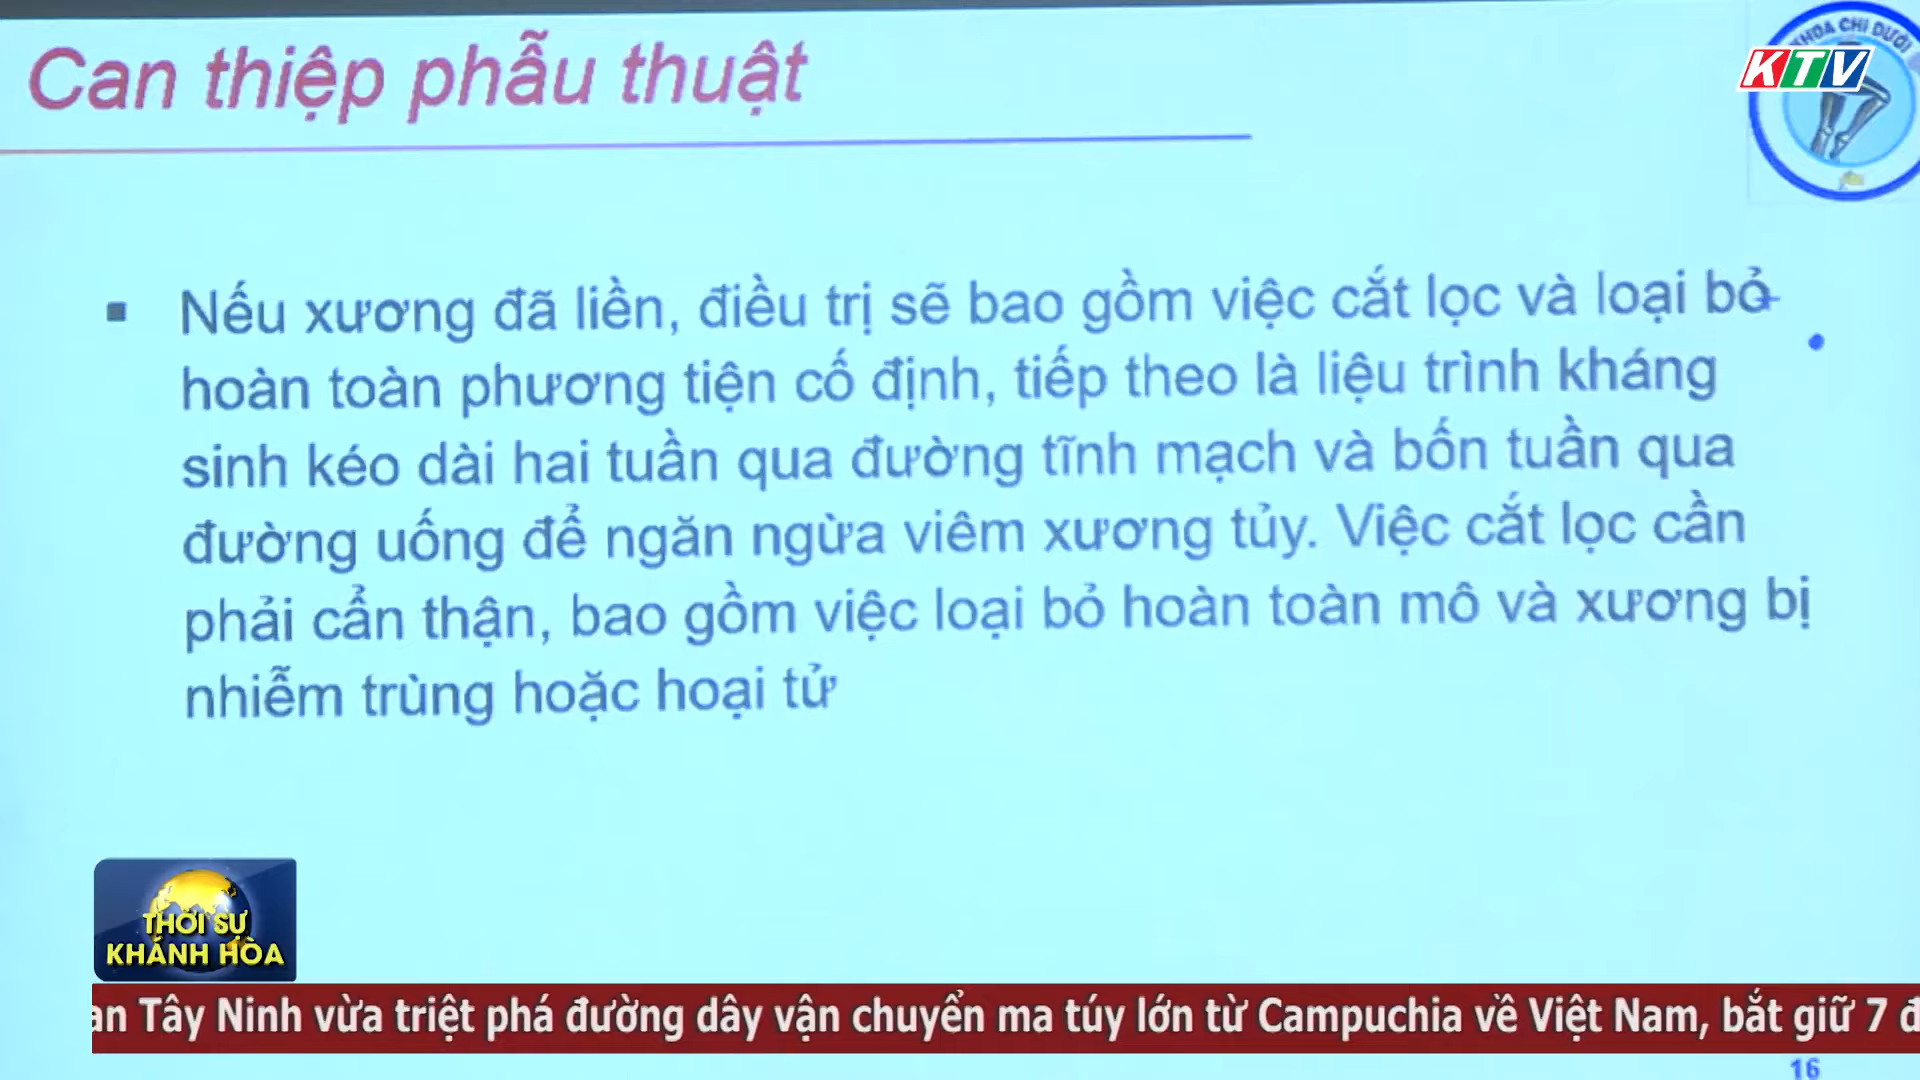 Can thiệp phẫu thuật
KHOA CHI DƯỚI
KTV
▪ Nếu xương đã liền, điều trị sẽ bao gồm việc cắt lọc và loại bỏ
hoàn toàn phương tiện cố định, tiếp theo là liệu trình kháng
sinh kéo dài hai tuần qua đường tĩnh mạch và bốn tuần qua
đường uống để ngăn ngừa viêm xương tủy. Việc cắt lọc cần
phải cẩn thận, bao gồm việc loại bỏ hoàn toàn mô và xương bị
nhiễm trùng hoặc hoại tử
THỜI SỰ
KHÁNH HÒA
an Tây Ninh vừa triệt phá đường dây vận chuyển ma túy lớn từ Campuchia về Việt Nam, bắt giữ 7 đ
16